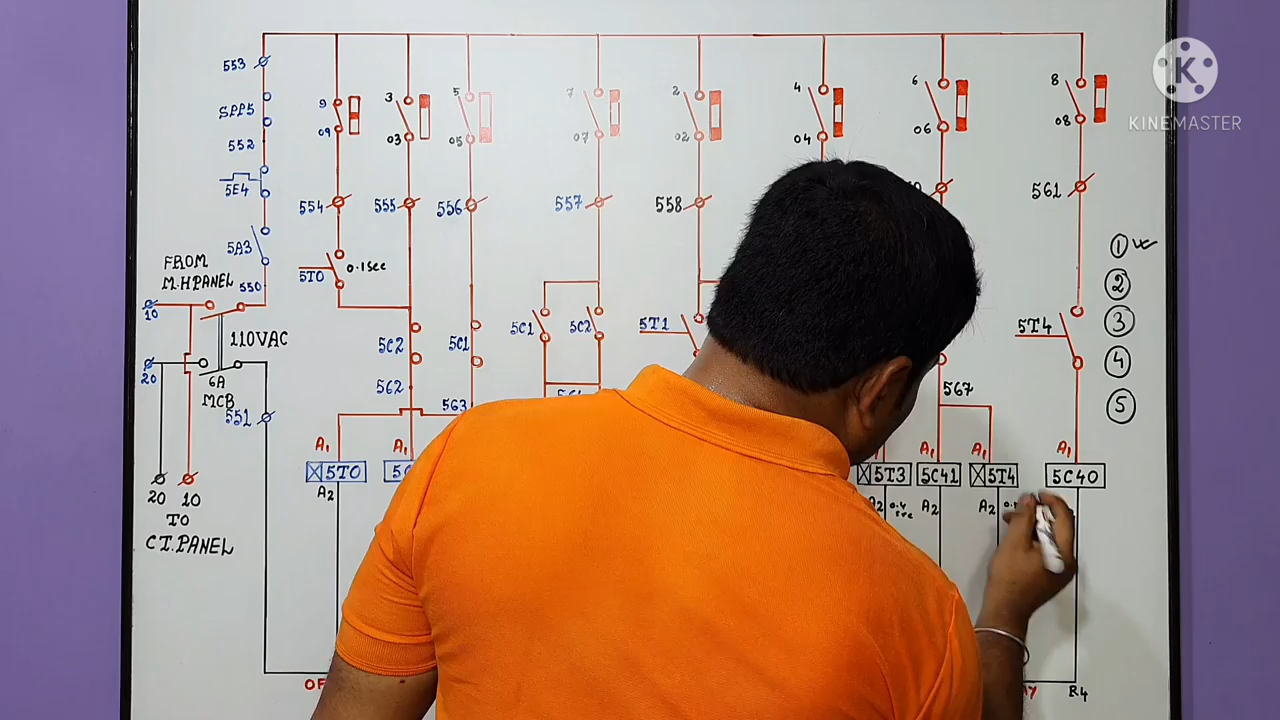 553
SPP5
552
5E4
5A3
FROM
M.H PANEL
550
10
110VAC
20
6A
MCB
551
20 10
TO
C.T. PANEL
9
09
3
03
5
05
7
07
2
02
4
04
6
06
8
08
554
555
556
557
558
561
5T0
0.1sec
5C2
5C1
562
563
5C1
5C2
5T1
567
5T4
A1
A1
A1
A1
A1
5T0
5T3
5C41
5T4
5C40
A2
A2
0.4
sec
A2
A2
R4
1
2
3
4
5
K
KINEMASTER